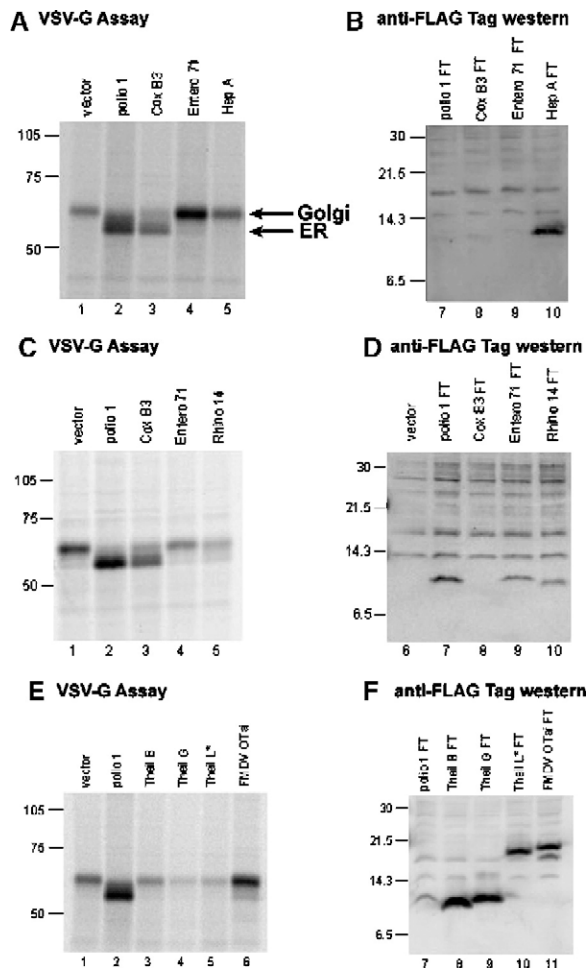 A VSV-G Assay
vector
polio 1
Cox B3
Entero 71
Hep A
105
75
50
Golgi
ER
1 2 3 4 5
B anti-FLAG Tag western
polio 1 FT
Cox B3 FT
Entero 71 FT
Hep A FT
30
21.5
14.3
6.5
7 8 9 10
C VSV-G Assay
vector
polio 1
Cox B3
Entero 71
Rhino 14
105
75
50
1 2 3 4 5
D anti-FLAG Tag western
vector
polio 1 FT
Cox B3 FT
Entero 71 FT
Rhino 14 FT
30
21.5
14.3
6.5
6 7 8 9 10
E VSV-G Assay
vector
polio 1
Theil B
Theil G
Theil L*
FMDV OTai
105
75
50
1 2 3 4 5 6
F anti-FLAG Tag western
polio 1 FT
Theil B FT
Theil G FT
Theil L* FT
FMDV OTai FT
30
21.5
14.3
6.5
7 8 9 10 11